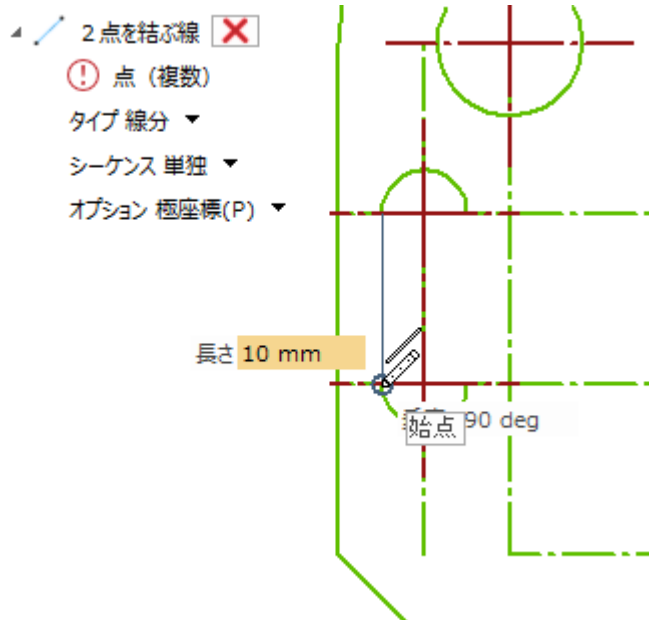 2点を結ぶ線
点（複数）
タイプ 線分
シーケンス 単独
オプション 極座標(P)
長さ 10 mm
90 deg
始点